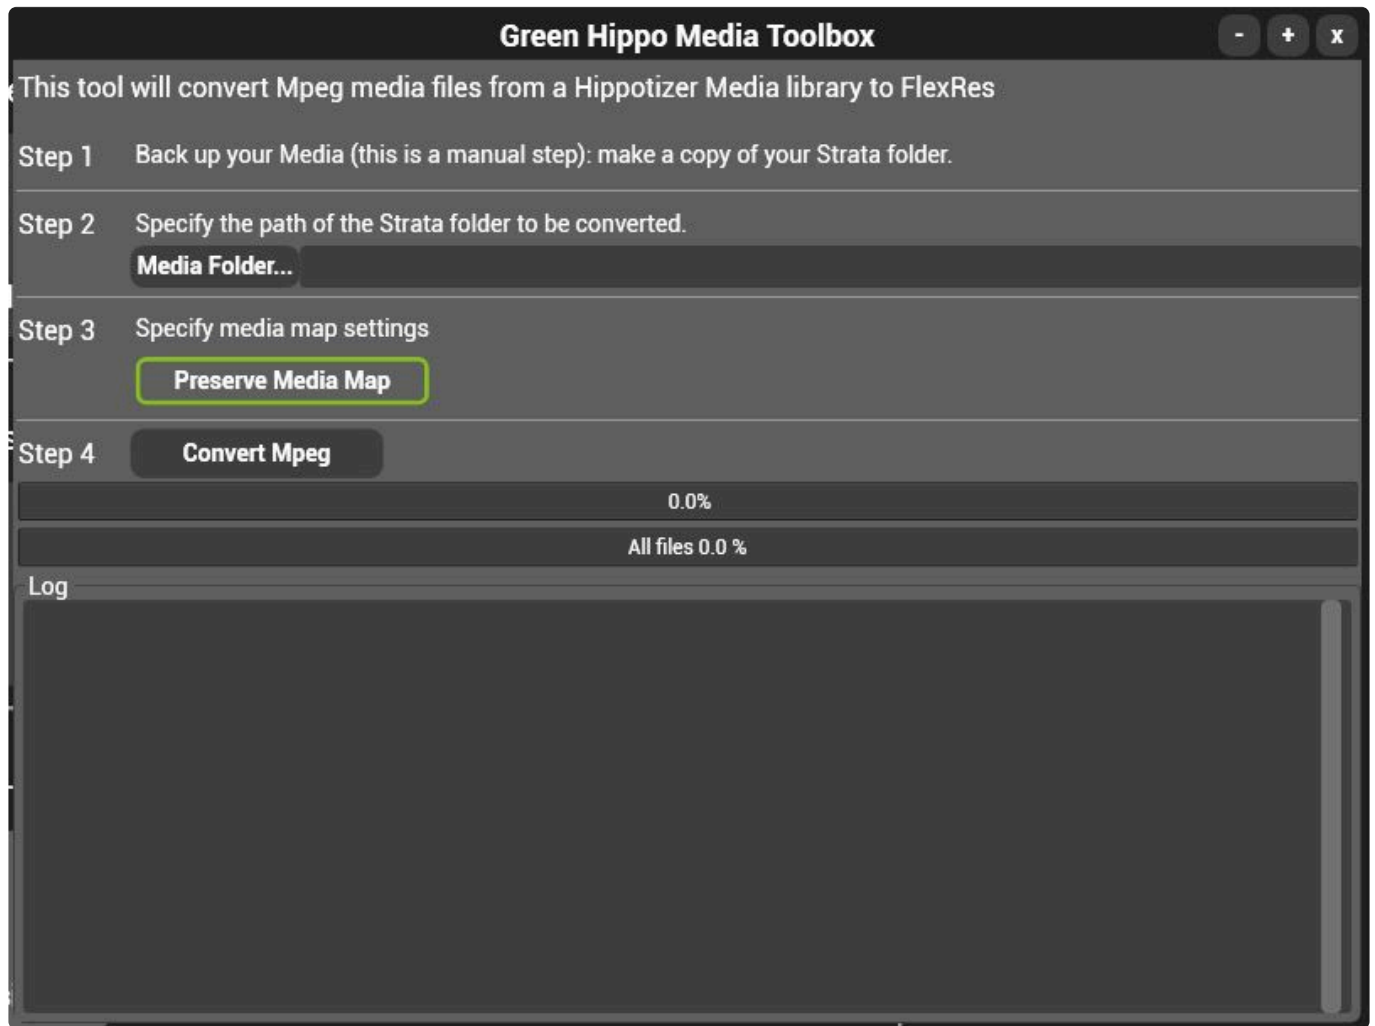 Green Hippo Media Toolbox
- + x
This tool will convert Mpeg media files from a Hippotizer Media library to FlexRes
Step 1 Back up your Media (this is a manual step): make a copy of your Strata folder.
Step 2 Specify the path of the Strata folder to be converted.
Media Folder...
Step 3 Specify media map settings
Preserve Media Map
Step 4 Convert Mpeg
0.0%
All files 0.0 %
Log